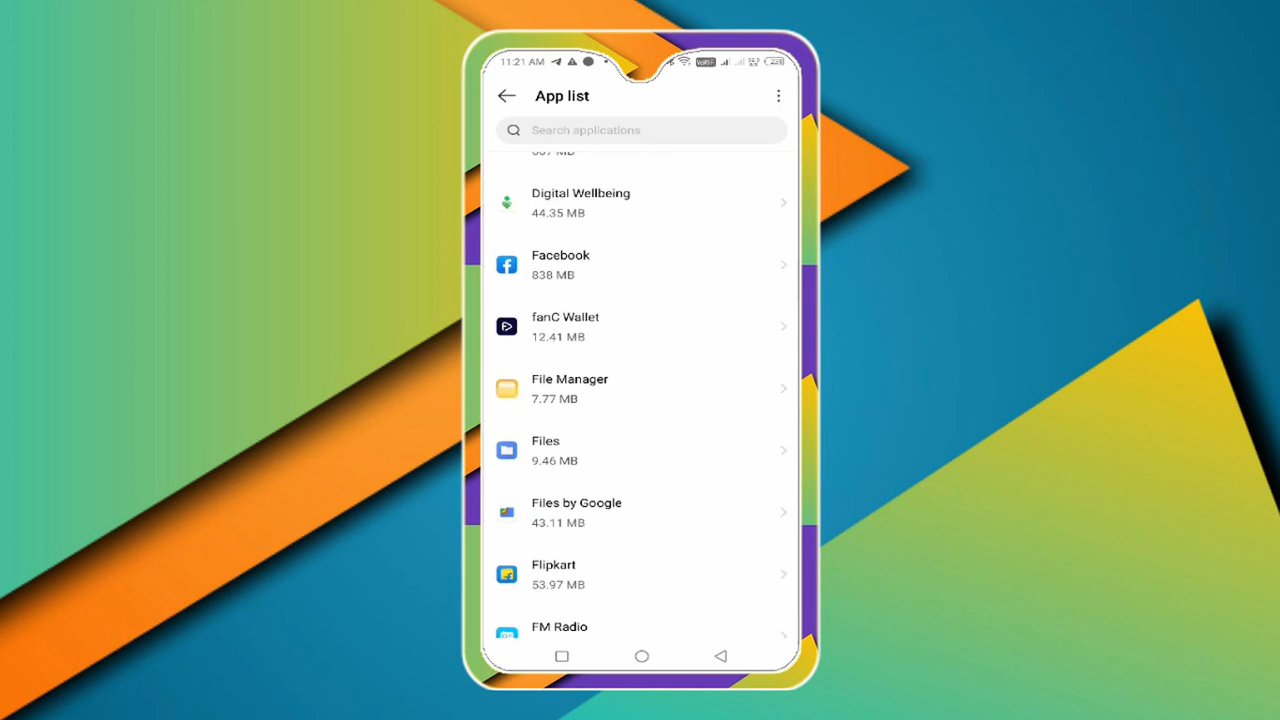 11:21 AM
App list
Search applications
Digital Wellbeing
44.35 MB
Facebook
838 MB
fanC Wallet
12.41 MB
File Manager
7.77 MB
Files
9.46 MB
Files by Google
43.11 MB
Flipkart
53.97 MB
FM Radio